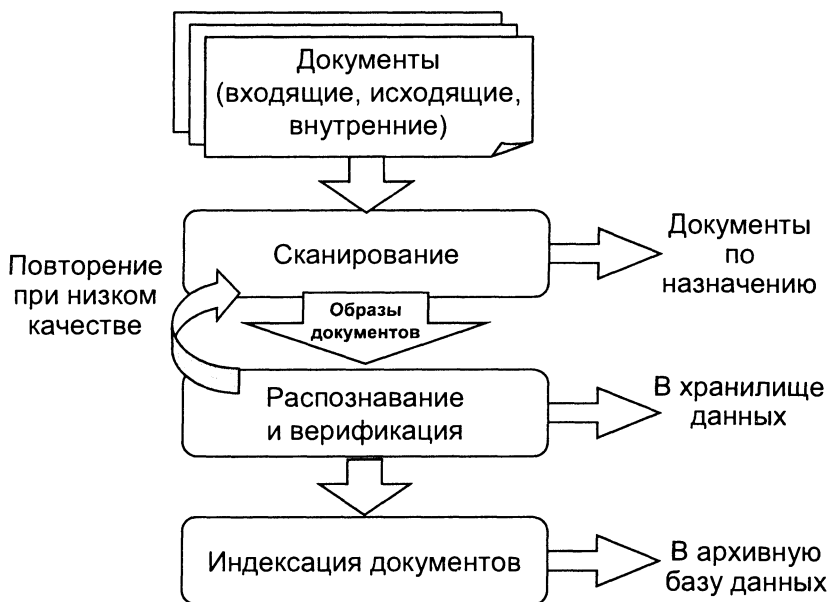 Документы
(входящие, исходящие,
внутренние)
Сканирование
Документы
по
назначению
Повторение
при низком
качестве
Образы
документов
Распознавание
и верификация
В хранилище
данных
Индексация документов
В архивную
базу данных